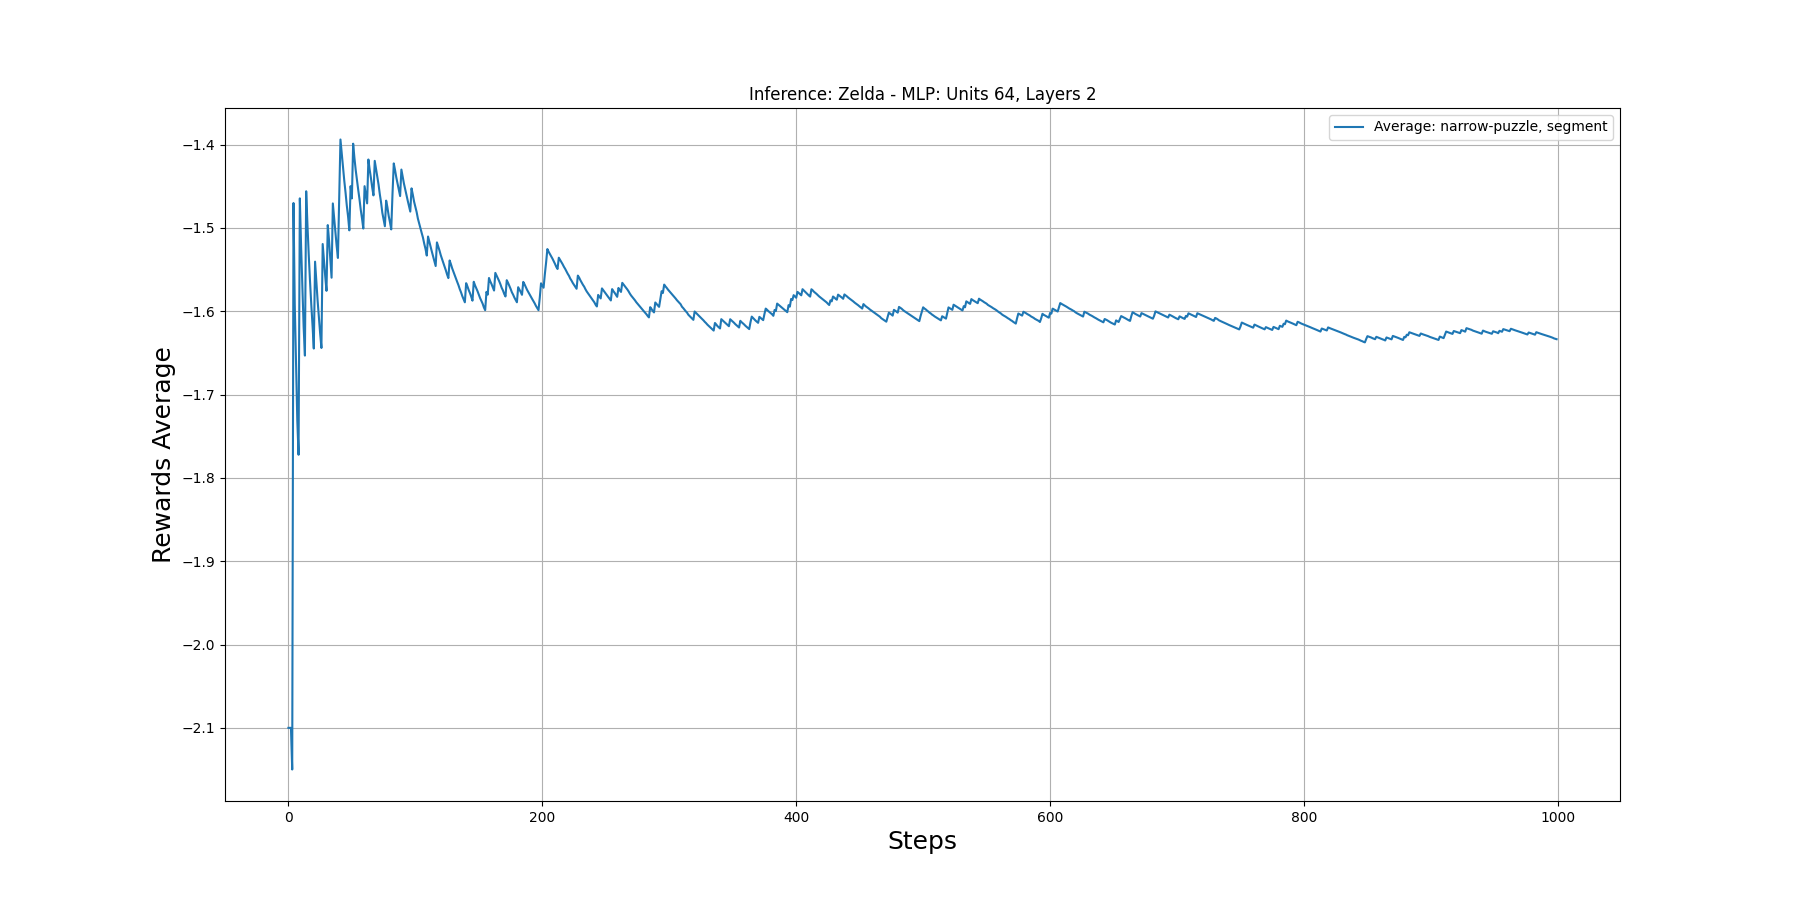 Inference: Zelda - MLP: Units 64, Layers 2
Average: narrow-puzzle, segment
Rewards Average
−1.4
−1.5
−1.6
−1.7
−1.8
−1.9
−2.0
−2.1
0 200 400 600 800 1000
Steps